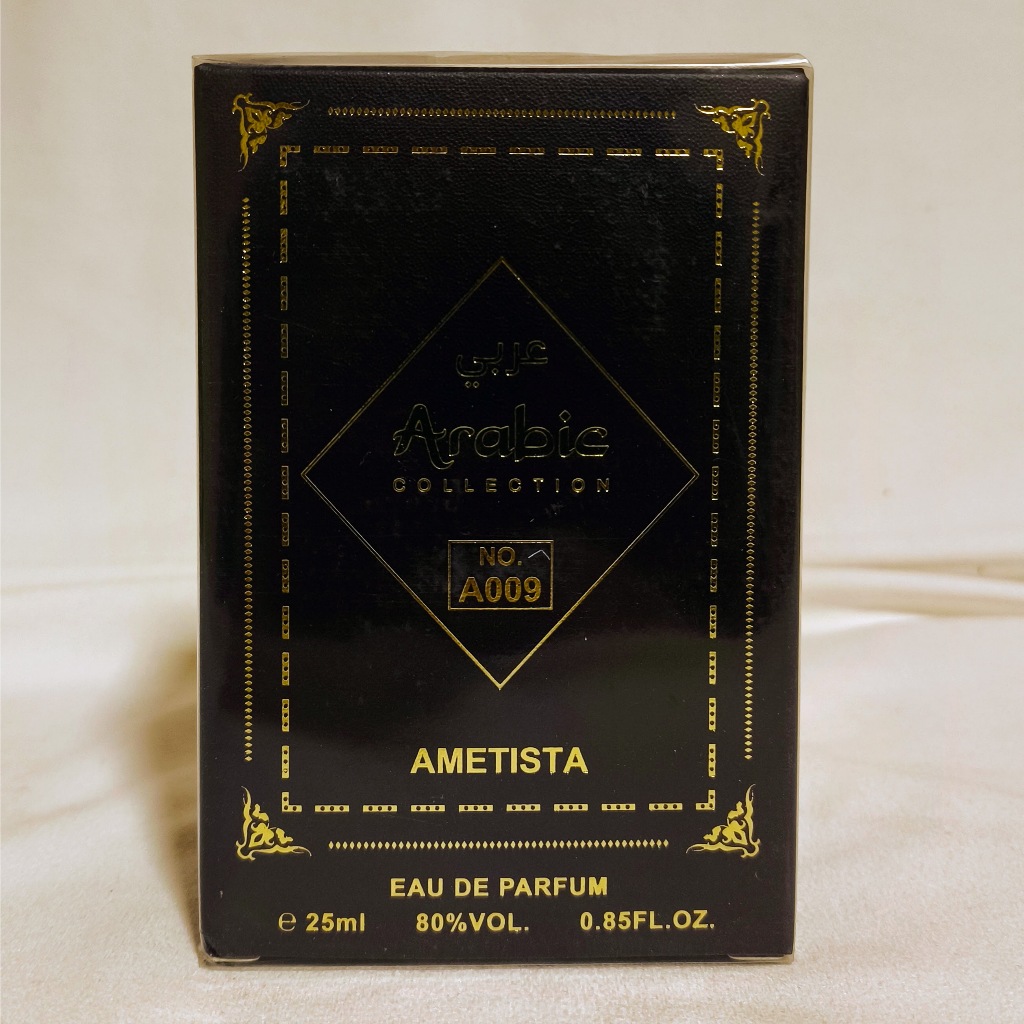 عربي
Arabic
COLLECTION
NO.
A009
AMETISTA
EAU DE PARFUM
℮ 25ml 80%VOL. 0.85FL.OZ.